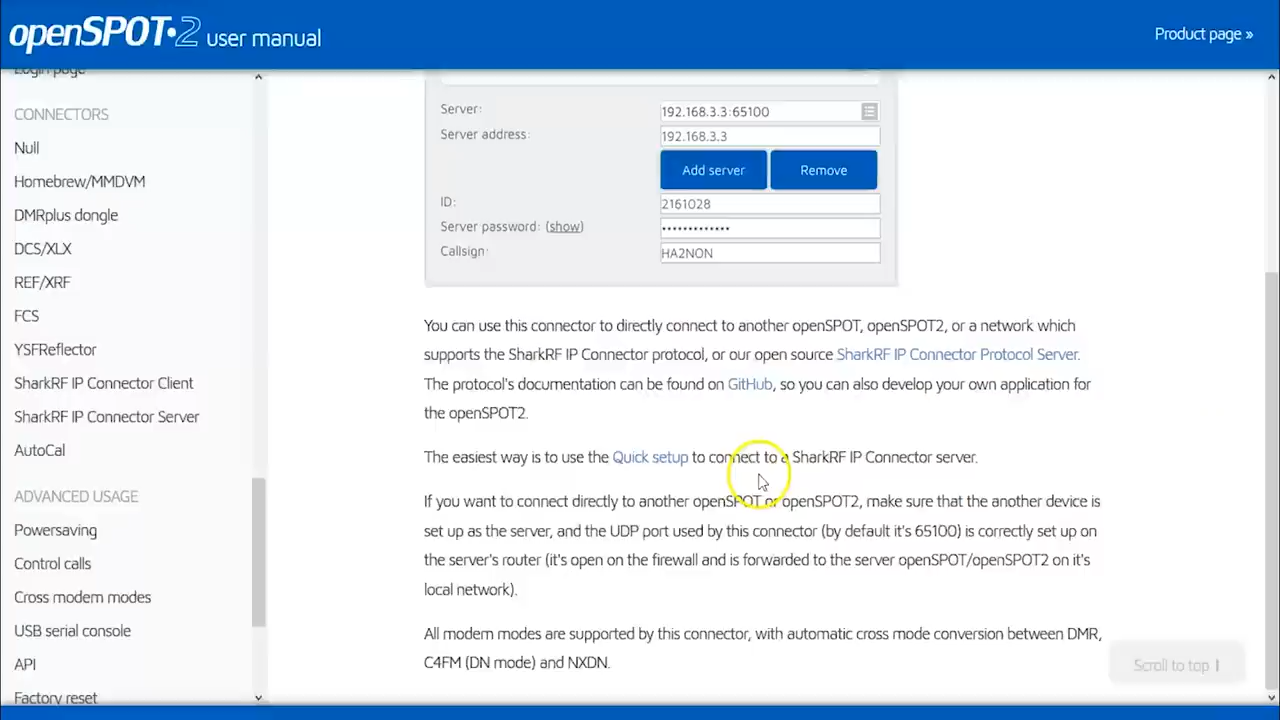 openSPOT•2 user manual
Product page »
Login page
CONNECTORS
Null
Homebrew/MMDVM
DMRplus dongle
DCS/XLX
REF/XRF
FCS
YSFReflector
SharkRF IP Connector Client
SharkRF IP Connector Server
AutoCal
ADVANCED USAGE
Powersaving
Control calls
Cross modem modes
USB serial console
API
Factory reset
Server: 192.168.3.3:65100
Server address: 192.168.3.3
Add server Remove
ID: 2161028
Server password: (show) •••••••••••••
Callsign: HA2NON
You can use this connector to directly connect to another openSPOT, openSPOT2, or a network which
supports the SharkRF IP Connector protocol, or our open source SharkRF IP Connector Protocol Server.
The protocol's documentation can be found on GitHub, so you can also develop your own application for
the openSPOT2.
The easiest way is to use the Quick setup to connect to a SharkRF IP Connector server.
If you want to connect directly to another openSPOT or openSPOT2, make sure that the another device is
set up as the server, and the UDP port used by this connector (by default it's 65100) is correctly set up on
the server's router (it's open on the firewall and is forwarded to the server openSPOT/openSPOT2 on it's
local network).
All modem modes are supported by this connector, with automatic cross mode conversion between DMR,
C4FM (DN mode) and NXDN.
Scroll to top